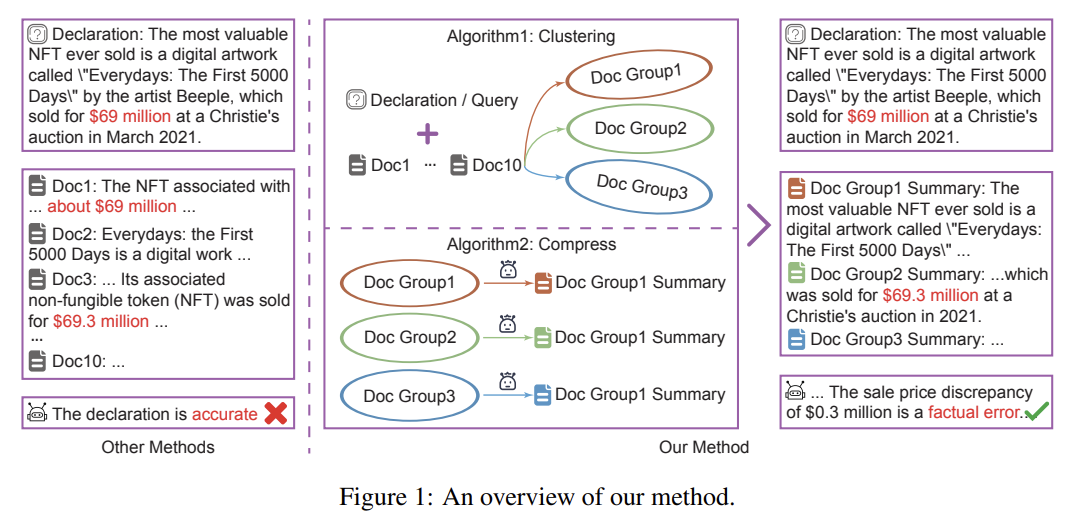 Declaration: The most valuable
NFT ever sold is a digital artwork
called \"Everydays: The First 5000
Days\" by the artist Beeple, which
sold for $69 million at a Christie's
auction in March 2021.
Doc1: The NFT associated with
... about $69 million ...
Doc2: Everydays: the First
5000 Days is a digital work ...
Doc3: ... Its associated
non-fungible token (NFT) was sold
for $69.3 million ...
...
Doc10: ...
The declaration is accurate
Other Methods
Algorithm1: Clustering
Declaration / Query
+
Doc1 ... Doc10
Doc Group1
Doc Group2
Doc Group3
Algorithm2: Compress
Doc Group1 Doc Group1 Summary
Doc Group2 Doc Group1 Summary
Doc Group3 Doc Group1 Summary
Our Method
Declaration: The most valuable
NFT ever sold is a digital artwork
called \"Everydays: The First 5000
Days\" by the artist Beeple, which
sold for $69 million at a Christie's
auction in March 2021.
Doc Group1 Summary: The
most valuable NFT ever sold is a
digital artwork called \"Everydays:
The First 5000 Days\" ...
Doc Group2 Summary: ...which
was sold for $69.3 million at a
Christie's auction in 2021.
Doc Group3 Summary: ...
... The sale price discrepancy
of $0.3 million is a factual error..
Figure 1: An overview of our method.